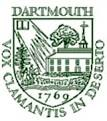 DARTMOUTH
VOX CLAMANTIS IN DESERTO
1769